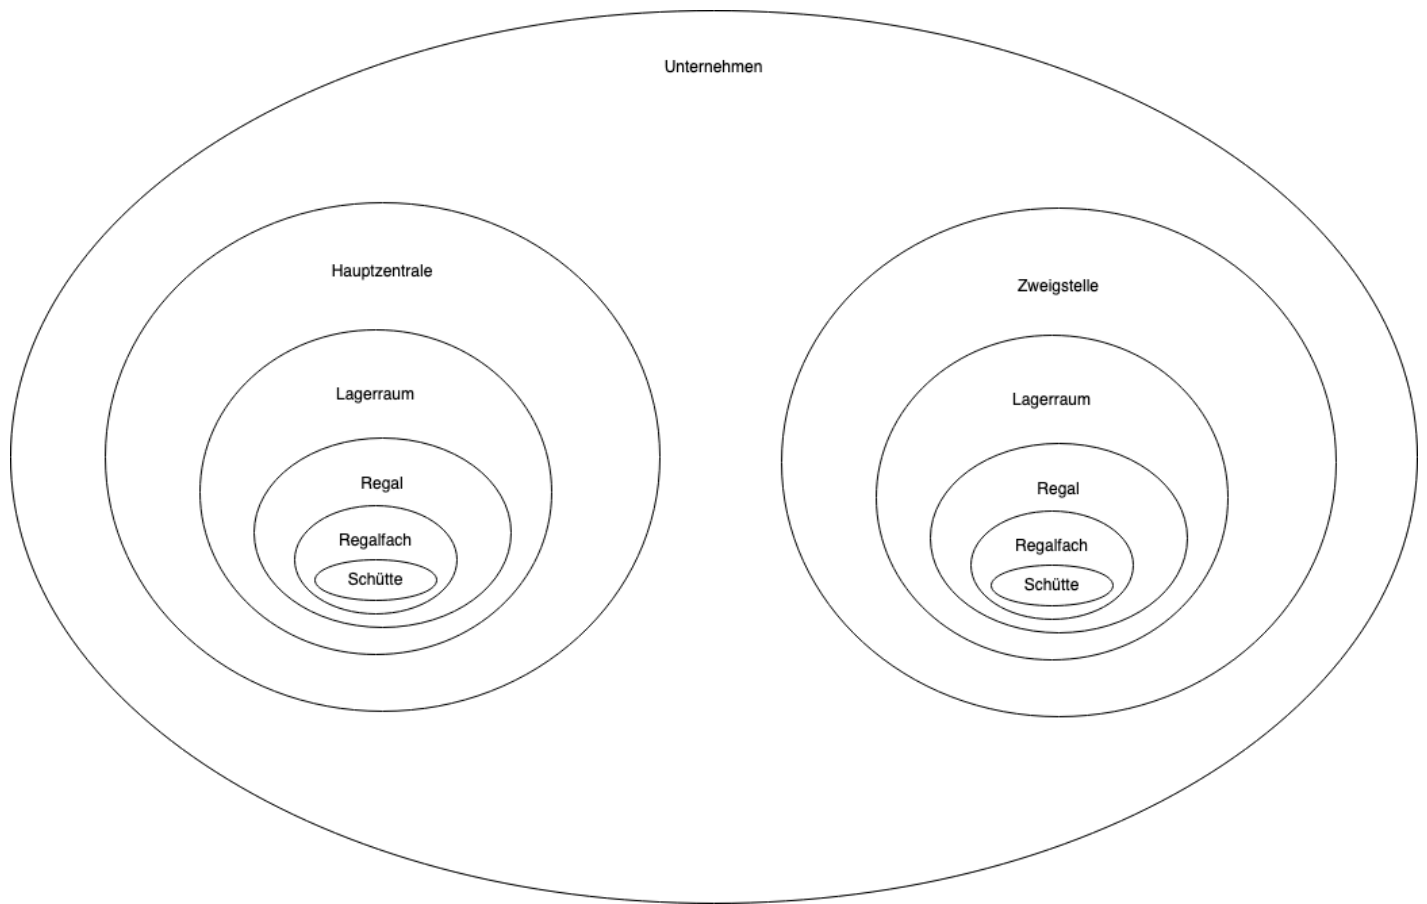 Unternehmen
Hauptzentrale
Lagerraum
Regal
Regalfach
Schütte
Zweigstelle
Lagerraum
Regal
Regalfach
Schütte